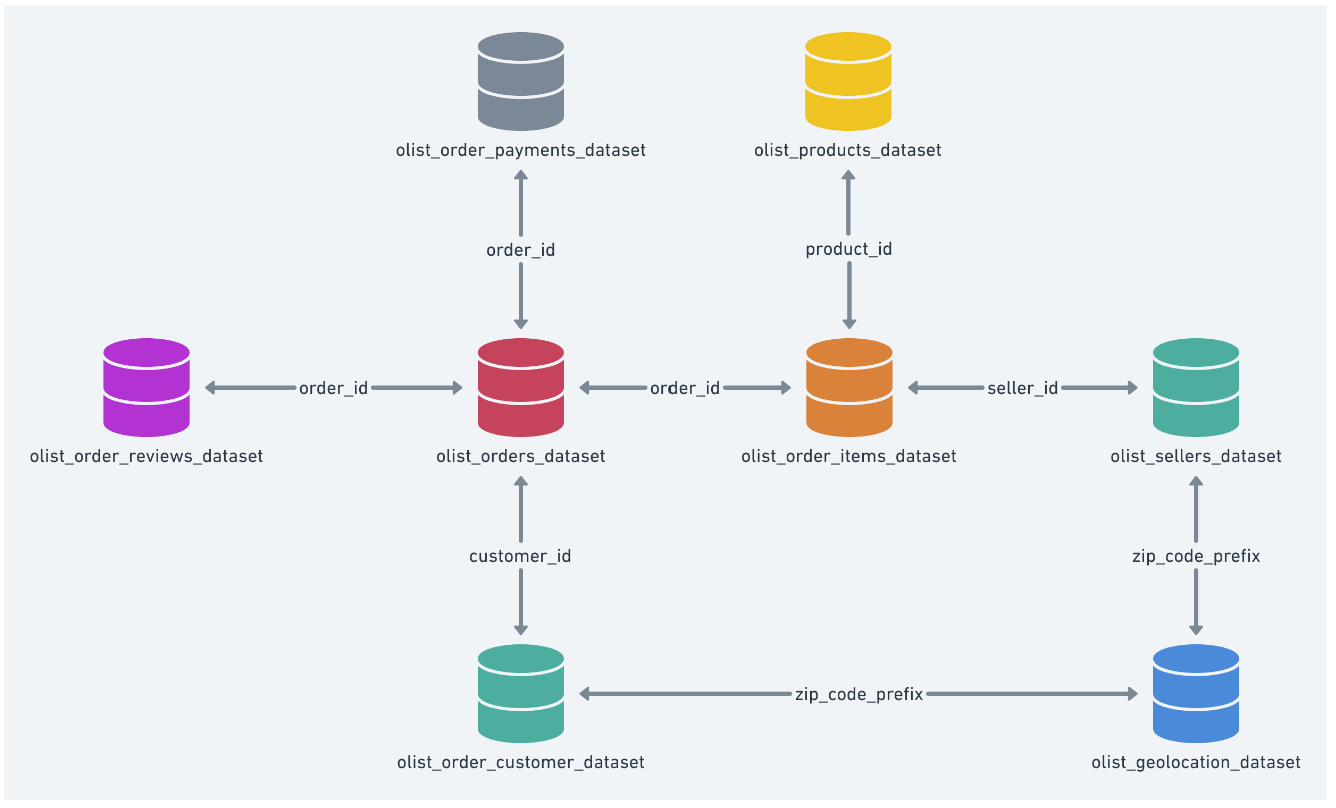 olist_order_payments_dataset
olist_products_dataset
order_id
product_id
order_id
order_id
seller_id
olist_order_reviews_dataset
olist_orders_dataset
olist_order_items_dataset
olist_sellers_dataset
customer_id
zip_code_prefix
zip_code_prefix
olist_order_customer_dataset
olist_geolocation_dataset